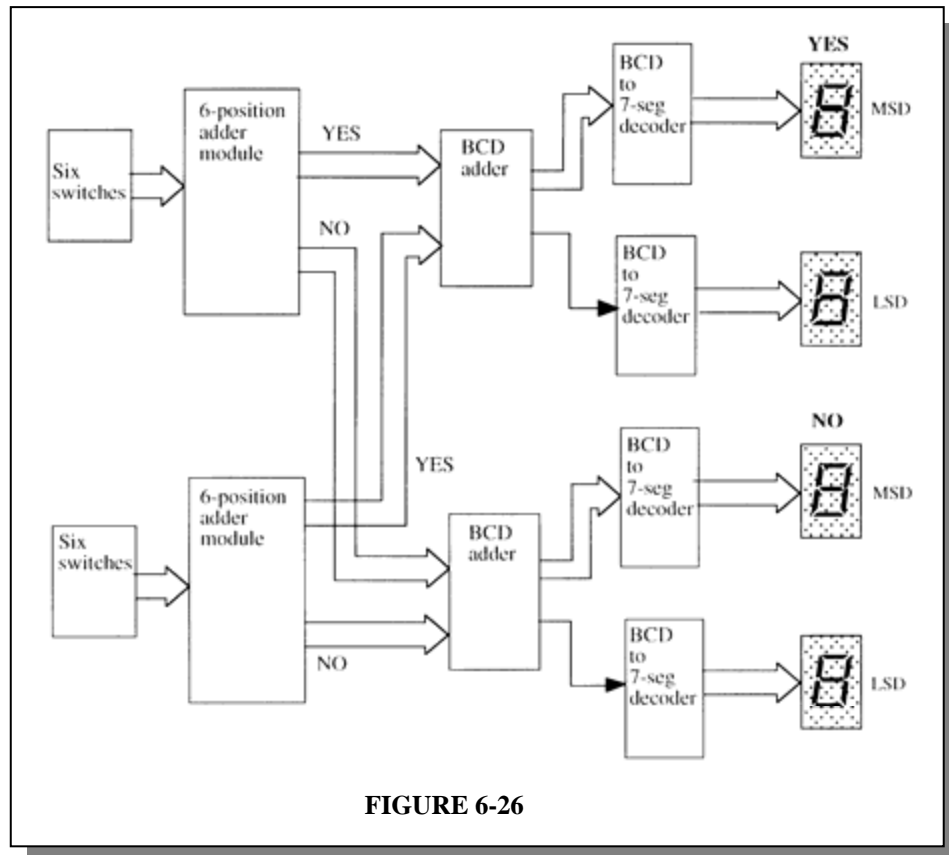 YES
BCD
to
7-seg
decoder
MSD
6-position
adder
module
YES
BCD
adder
Six
switches
NO
BCD
to
7-seg
decoder
LSD
NO
BCD
to
7-seg
decoder
MSD
YES
6-position
adder
module
BCD
adder
Six
switches
BCD
to
7-seg
decoder
LSD
NO
FIGURE 6-26